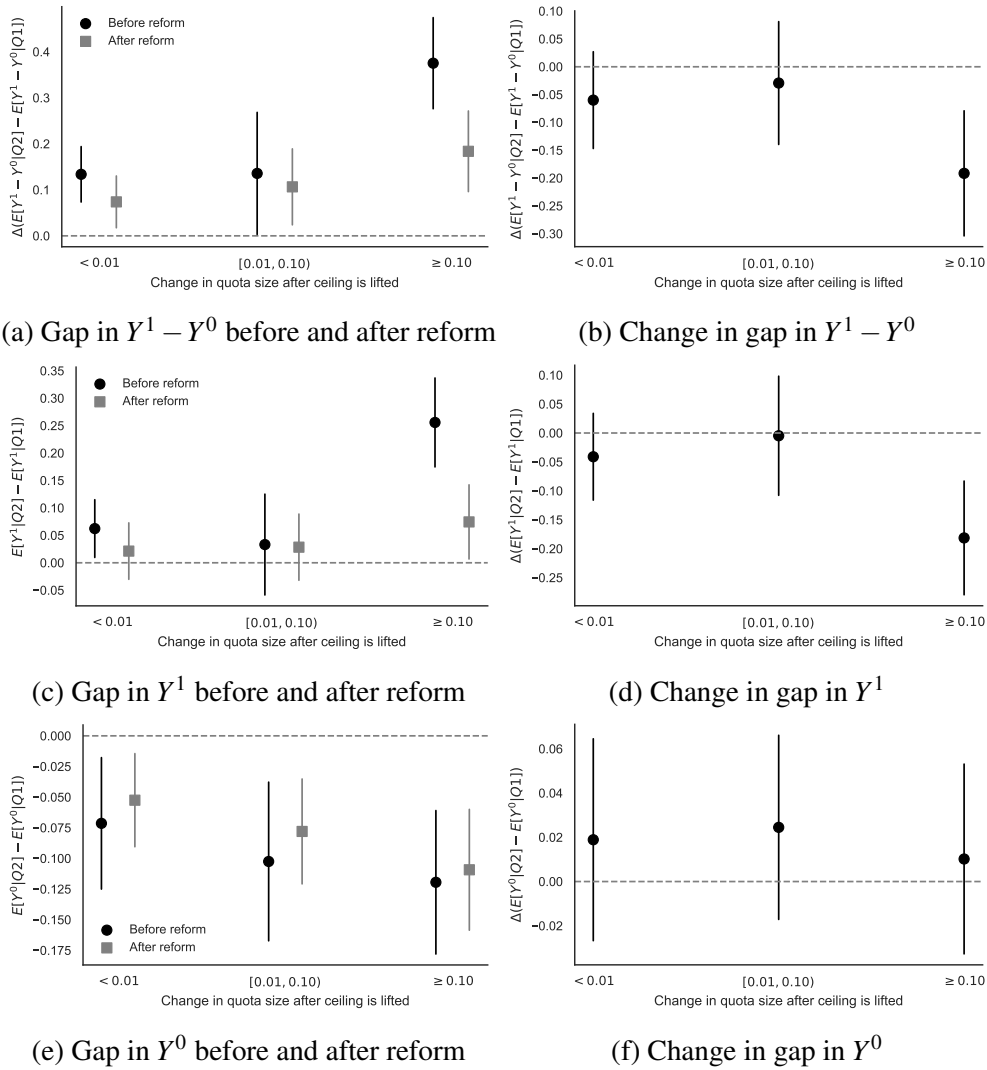 Before reform
After reform
0.4
0.3
0.2
0.1
0.0
Δ(E[Y¹ − Y⁰|Q2] − E[Y¹ − Y⁰|Q1])
< 0.01
[0.01, 0.10)
≥ 0.10
Change in quota size after ceiling is lifted
(a) Gap in Y¹ − Y⁰ before and after reform
0.10
0.05
0.00
−0.05
−0.10
−0.15
−0.20
−0.25
−0.30
Δ(E[Y¹ − Y⁰|Q2] − E[Y¹ − Y⁰|Q1])
< 0.01
[0.01, 0.10)
≥ 0.10
Change in quota size after ceiling is lifted
(b) Change in gap in Y¹ − Y⁰
Before reform
After reform
0.35
0.30
0.25
0.20
0.15
0.10
0.05
0.00
−0.05
E[Y¹|Q2] − E[Y¹|Q1])
< 0.01
[0.01, 0.10)
≥ 0.10
Change in quota size after ceiling is lifted
(c) Gap in Y¹ before and after reform
0.10
0.05
0.00
−0.05
−0.10
−0.15
−0.20
−0.25
Δ(E[Y¹|Q2] − E[Y¹|Q1])
< 0.01
[0.01, 0.10)
≥ 0.10
Change in quota size after ceiling is lifted
(d) Change in gap in Y¹
0.000
−0.025
−0.050
−0.075
−0.100
−0.125
−0.150
−0.175
E[Y⁰|Q2] − E[Y⁰|Q1])
Before reform
After reform
< 0.01
[0.01, 0.10)
≥ 0.10
Change in quota size after ceiling is lifted
(e) Gap in Y⁰ before and after reform
0.06
0.04
0.02
0.00
−0.02
Δ(E[Y⁰|Q2] − E[Y⁰|Q1])
< 0.01
[0.01, 0.10)
≥ 0.10
Change in quota size after ceiling is lifted
(f) Change in gap in Y⁰